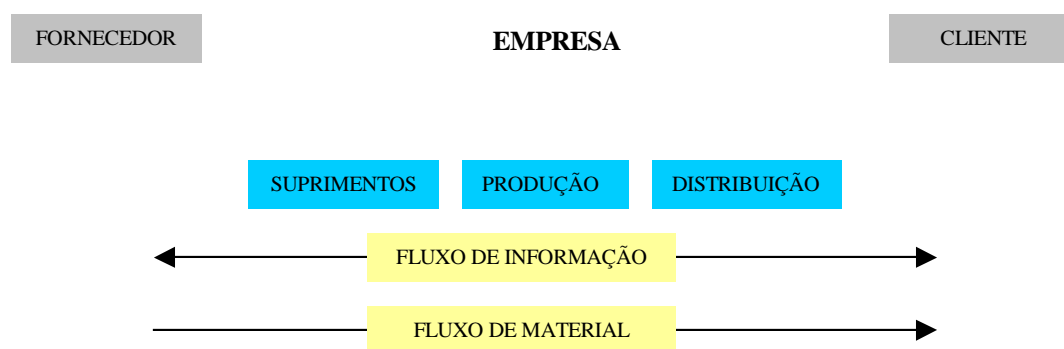 FORNECEDOR
EMPRESA
CLIENTE
SUPRIMENTOS
PRODUÇÃO
DISTRIBUIÇÃO
FLUXO DE INFORMAÇÃO
FLUXO DE MATERIAL